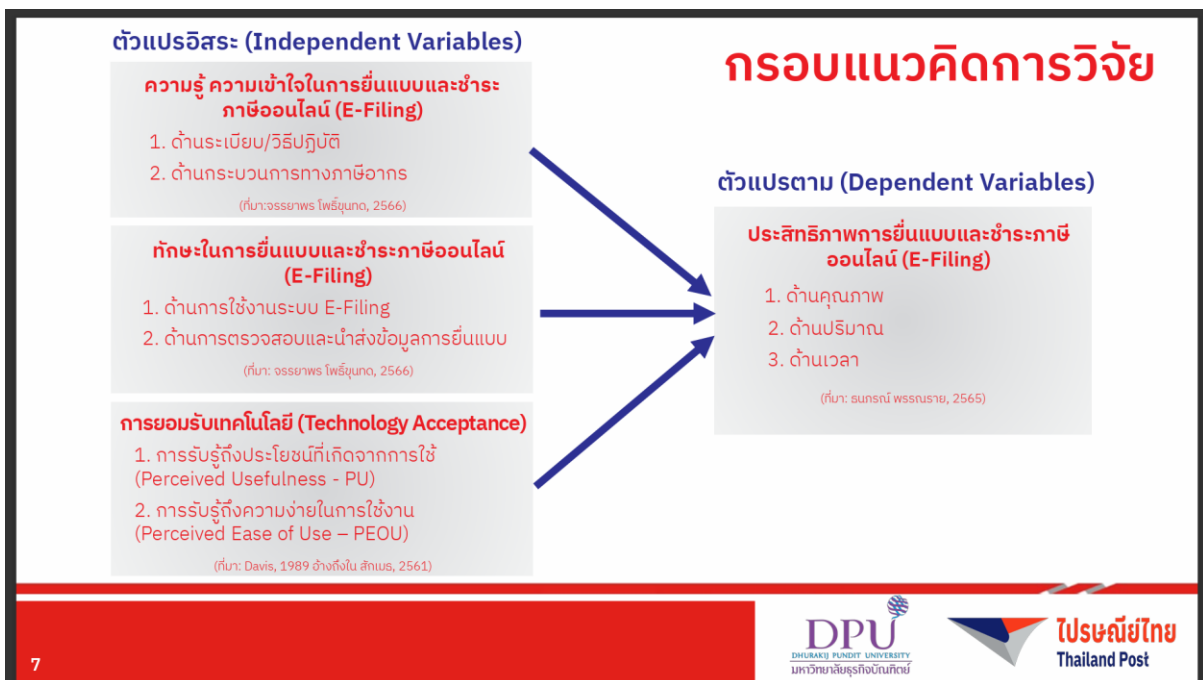 ตัวแปรอิสระ (Independent Variables)
ความรู้ ความเข้าใจในการยื่นแบบและชำระ
ภาษีออนไลน์ (E-Filing)
1. ด้านระเบียบ/วิธีปฏิบัติ
2. ด้านกระบวนการทางภาษีอากร
(ที่มา:จรรยาพร โพธิ์ขุนทด, 2566)
ทักษะในการยื่นแบบและชำระภาษีออนไลน์
(E-Filing)
1. ด้านการใช้งานระบบ E-Filing
2. ด้านการตรวจสอบและนำส่งข้อมูลการยื่นแบบ
(ที่มา: จรรยาพร โพธิ์ขุนทด, 2566)
การยอมรับเทคโนโลยี (Technology Acceptance)
1. การรับรู้ถึงประโยชน์ที่เกิดจากการใช้
(Perceived Usefulness - PU)
2. การรับรู้ถึงความง่ายในการใช้งาน
(Perceived Ease of Use – PEOU)
(ที่มา: Davis, 1989 อ้างถึงใน สักเมธ, 2561)
กรอบแนวคิดการวิจัย
ตัวแปรตาม (Dependent Variables)
ประสิทธิภาพการยื่นแบบและชำระภาษี
ออนไลน์ (E-Filing)
1. ด้านคุณภาพ
2. ด้านปริมาณ
3. ด้านเวลา
(ที่มา: ธนภรณ์ พรรณราย, 2565)
7
DPU
DHURAKIJ PUNDIT UNIVERSITY
มหาวิทยาลัยธุรกิจบัณฑิตย์
ไปรษณีย์ไทย
Thailand Post